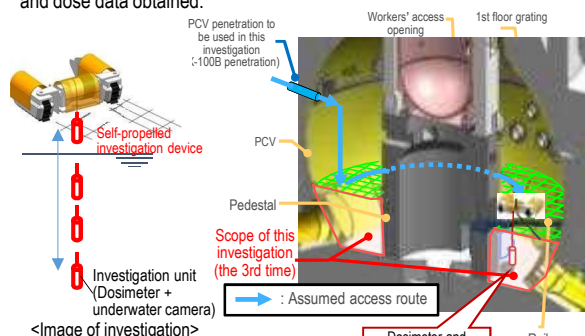 and dose data obtained.
PCV penetration to
be used in this
investigation
X-100B penetration)
Workers' access
opening
1st floor grating
Self-propelled
investigation device
PCV
Pedestal
Scope of this
investigation
(the 3rd time)
Investigation unit
(Dosimeter +
underwater camera)
: Assumed access route
<Image of investigation>
Dosimeter and